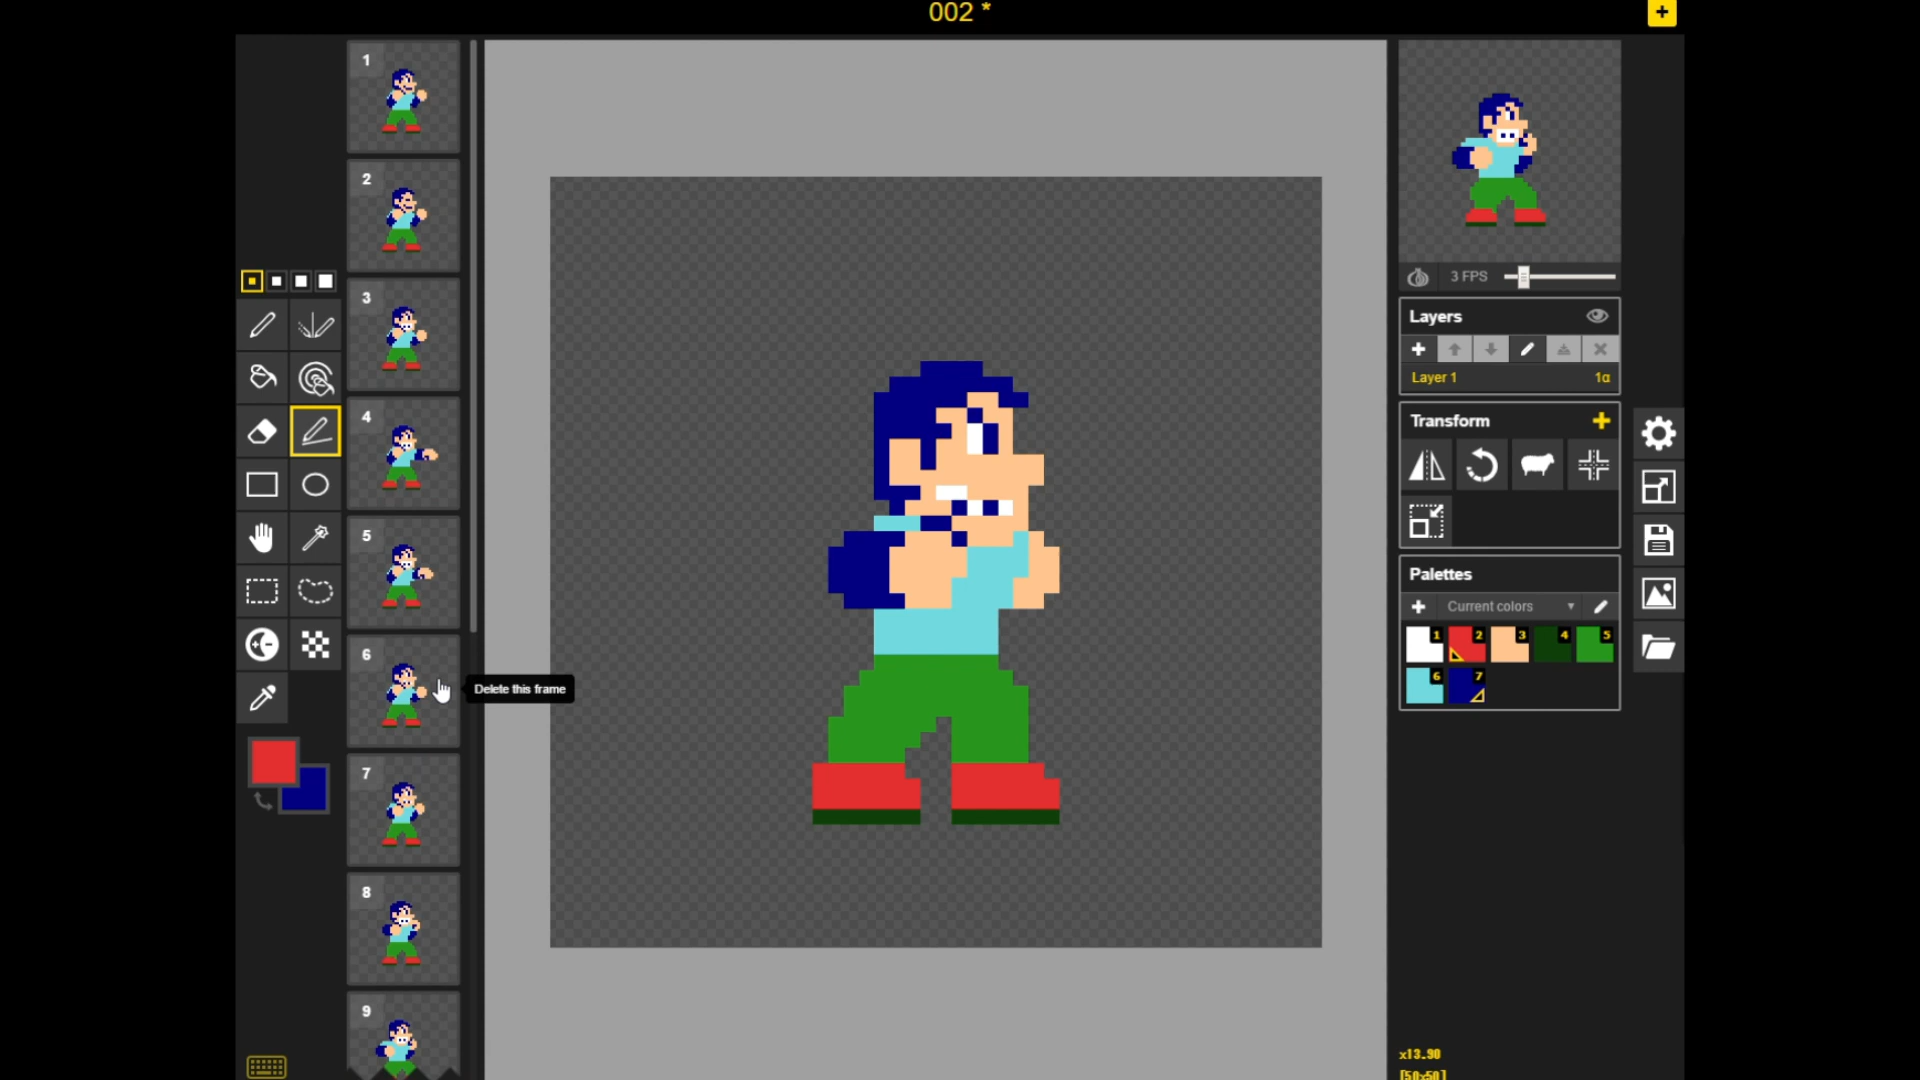 002 *
+
1
2
3
4
5
6
7
8
9
Delete this frame
3 FPS
Layers
Layer 1
1α
Transform
Palettes
Current colors
1 2 3 4 5
6 7
x13.90
[50x50]